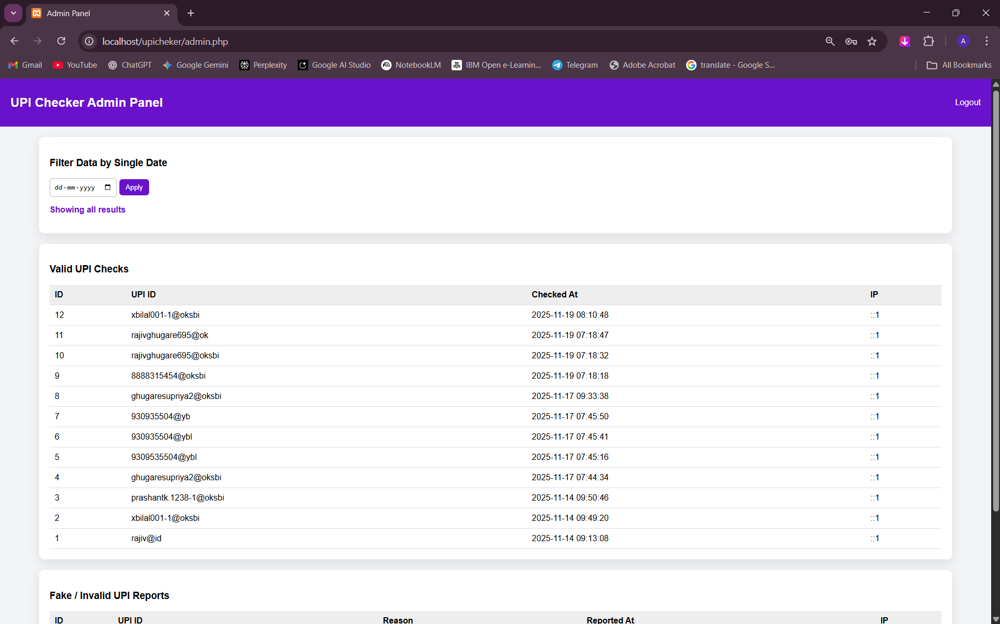 Admin Panel
localhost/upicheker/admin.php
A
Gmail YouTube ChatGPT Google Gemini Perplexity Google AI Studio NotebookLM IBM Open e-Learnin... Telegram Adobe Acrobat translate - Google S... All Bookmarks
UPI Checker Admin Panel Logout
Filter Data by Single Date
dd-mm-yyyy Apply
Showing all results
Valid UPI Checks
ID UPI ID Checked At IP
12 xbilal001-1@oksbi 2025-11-19 08:10:48 ::1
11 rajivghugare695@ok 2025-11-19 07:18:47 ::1
10 rajivghugare695@oksbi 2025-11-19 07:18:32 ::1
9 8888315454@oksbi 2025-11-19 07:18:18 ::1
8 ghugaresupriya2@oksbi 2025-11-17 09:33:38 ::1
7 930935504@yb 2025-11-17 07:45:50 ::1
6 930935504@ybl 2025-11-17 07:45:41 ::1
5 9309535504@ybl 2025-11-17 07:45:16 ::1
4 ghugaresupriya2@oksbi 2025-11-17 07:44:34 ::1
3 prashantk.1238-1@oksbi 2025-11-14 09:50:46 ::1
2 xbilal001-1@oksbi 2025-11-14 09:49:20 ::1
1 rajiv@id 2025-11-14 09:13:08 ::1
Fake / Invalid UPI Reports
ID UPI ID Reason Reported At IP